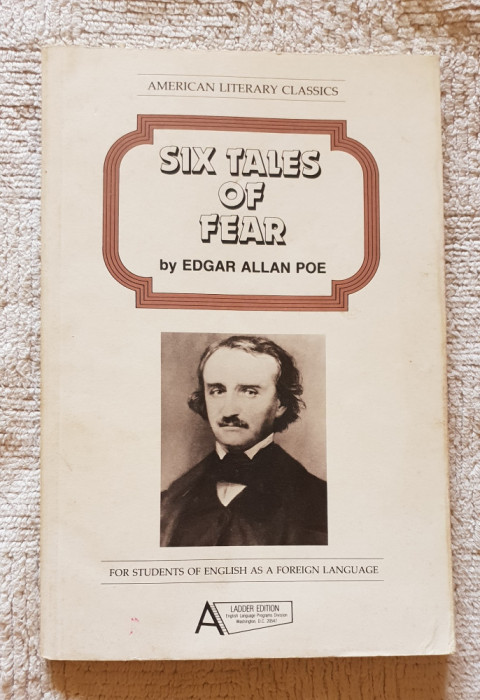 AMERICAN LITERARY CLASSICS
SIX TALES
OF
FEAR
by EDGAR ALLAN POE
FOR STUDENTS OF ENGLISH AS A FOREIGN LANGUAGE
A
LADDER EDITION
English Language Programs Division
Washington, D.C. 20547